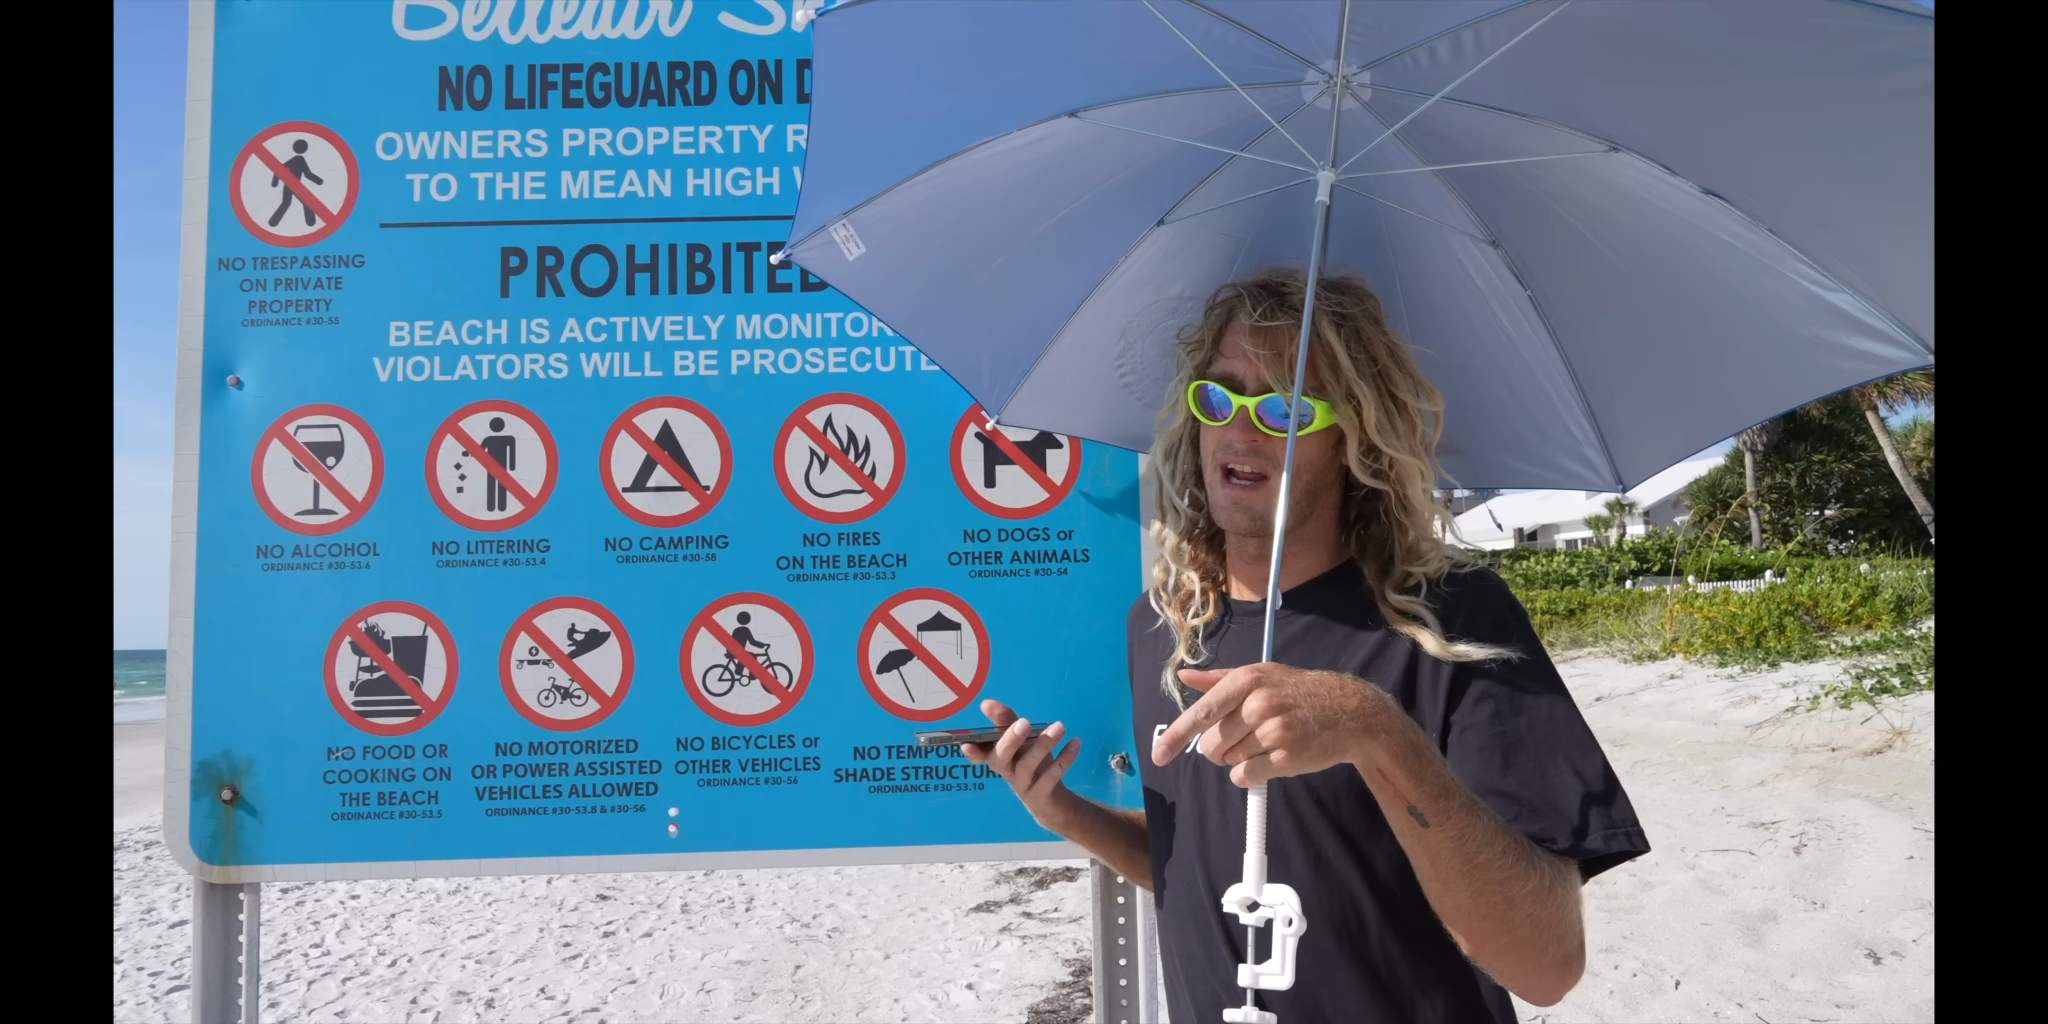 Belleair
NO LIFEGUARD ON
OWNERS PROPERTY
TO THE MEAN HIGH
NO TRESPASSING
ON PRIVATE
PROPERTY
ORDINANCE #30-55
PROHIBITED
BEACH IS ACTIVELY
VIOLATORS WILL BE
NO ALCOHOL
ORDINANCE #30-53.6
NO LITTERING
ORDINANCE #30-53.4
NO CAMPING
ORDINANCE #30-58
NO FIRES
ON THE BEACH
ORDINANCE #30-53.3
NO DOGS or
OTHER ANIMALS
ORDINANCE #30-54
NO FOOD OR
COOKING ON
THE BEACH
ORDINANCE #30-53.5
NO MOTORIZED
OR POWER ASSISTED
VEHICLES ALLOWED
ORDINANCE #30-53.8 & #30-56
NO BICYCLES or
OTHER VEHICLES
ORDINANCE #30-56
NO
SHADE
ORDINANCE #30-53.10